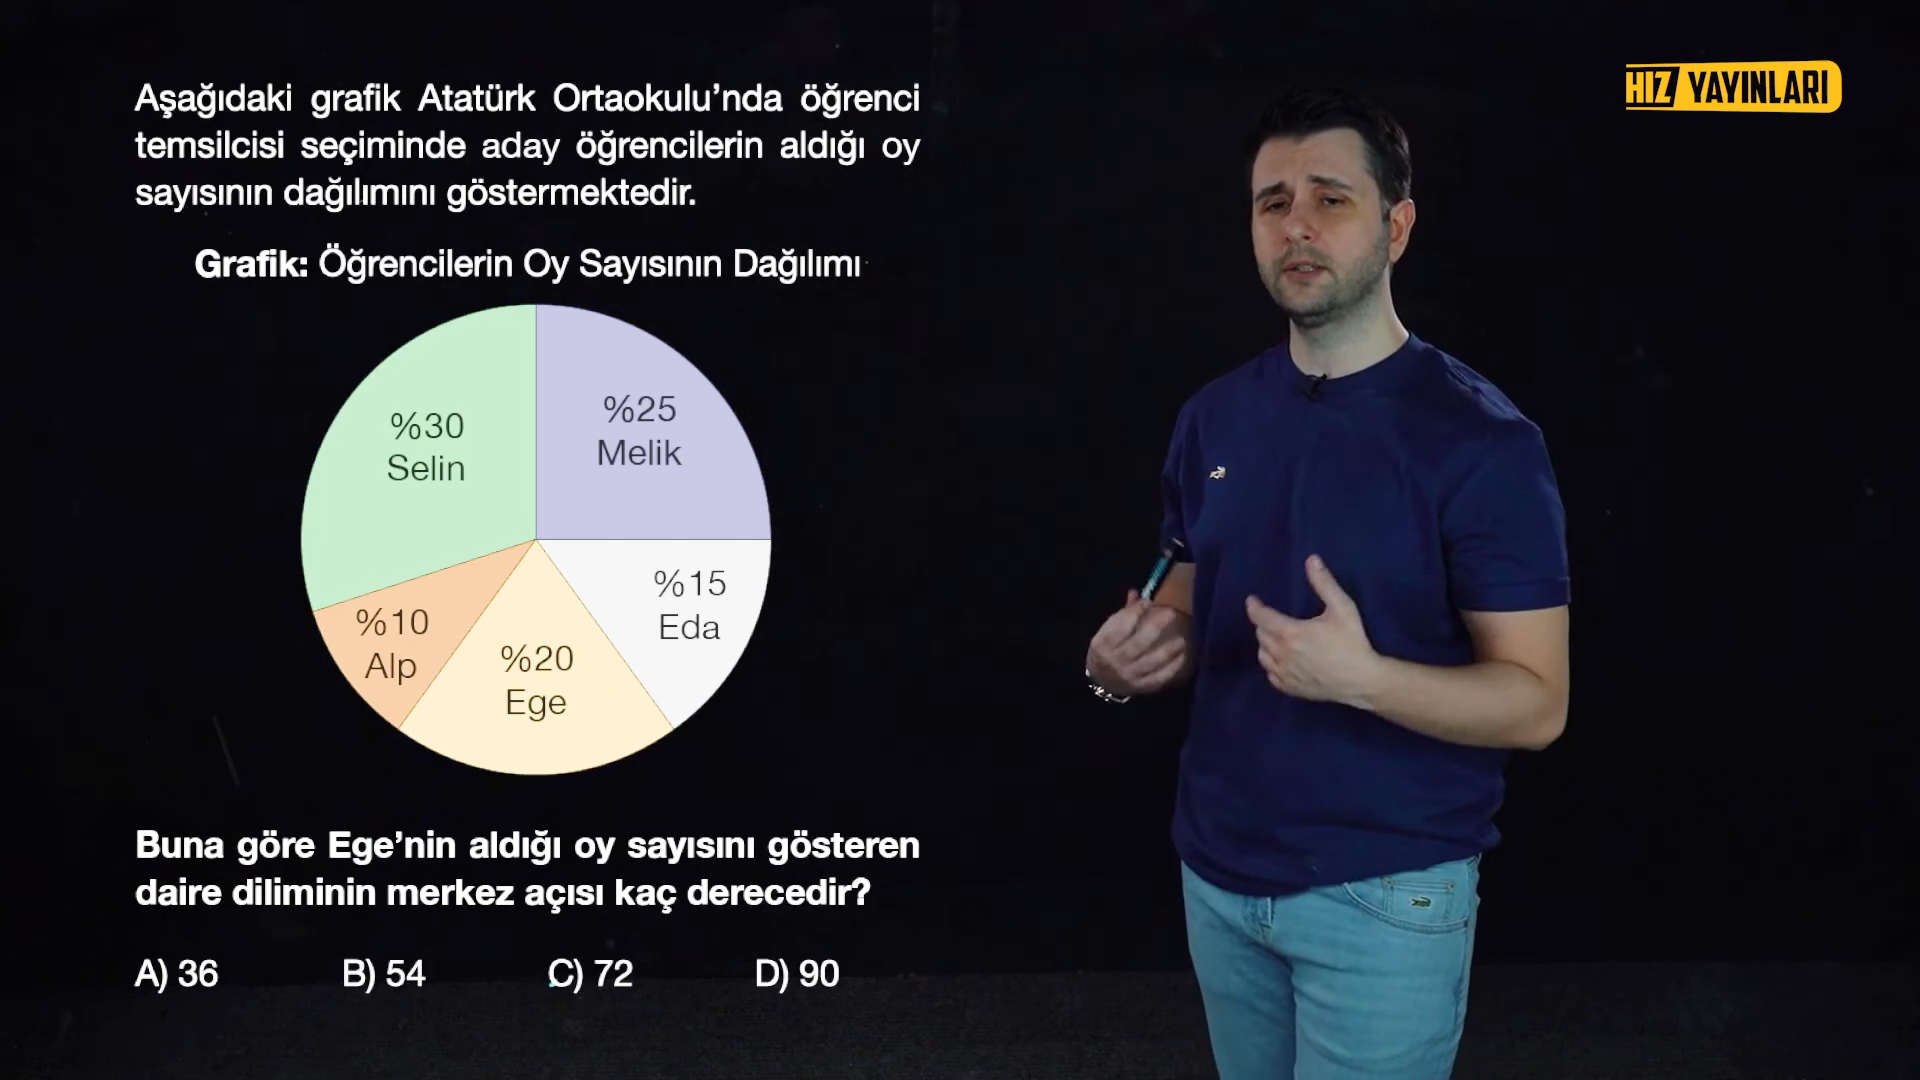 HIZ YAYINLARI
Aşağıdaki grafik Atatürk Ortaokulu’nda öğrenci
temsilcisi seçiminde aday öğrencilerin aldığı oy
sayısının dağılımını göstermektedir.
Grafik: Öğrencilerin Oy Sayısının Dağılımı
%30
Selin
%25
Melik
%15
Eda
%10
Alp
%20
Ege
Buna göre Ege’nin aldığı oy sayısını gösteren
daire diliminin merkez açısı kaç derecedir?
A) 36 B) 54 C) 72 D) 90